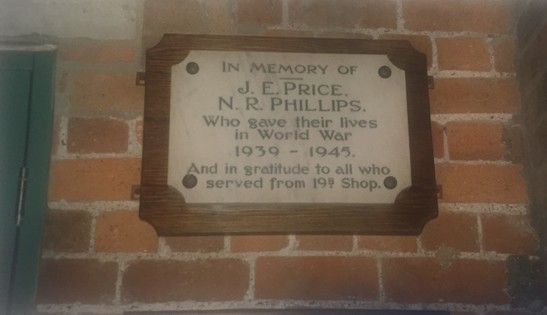 IN MEMORY OF
J. E. PRICE.
N. R. PHILLIPS.
Who gave their lives
in World War
1939 - 1945.
And in gratitude to all who
served from 19D Shop.